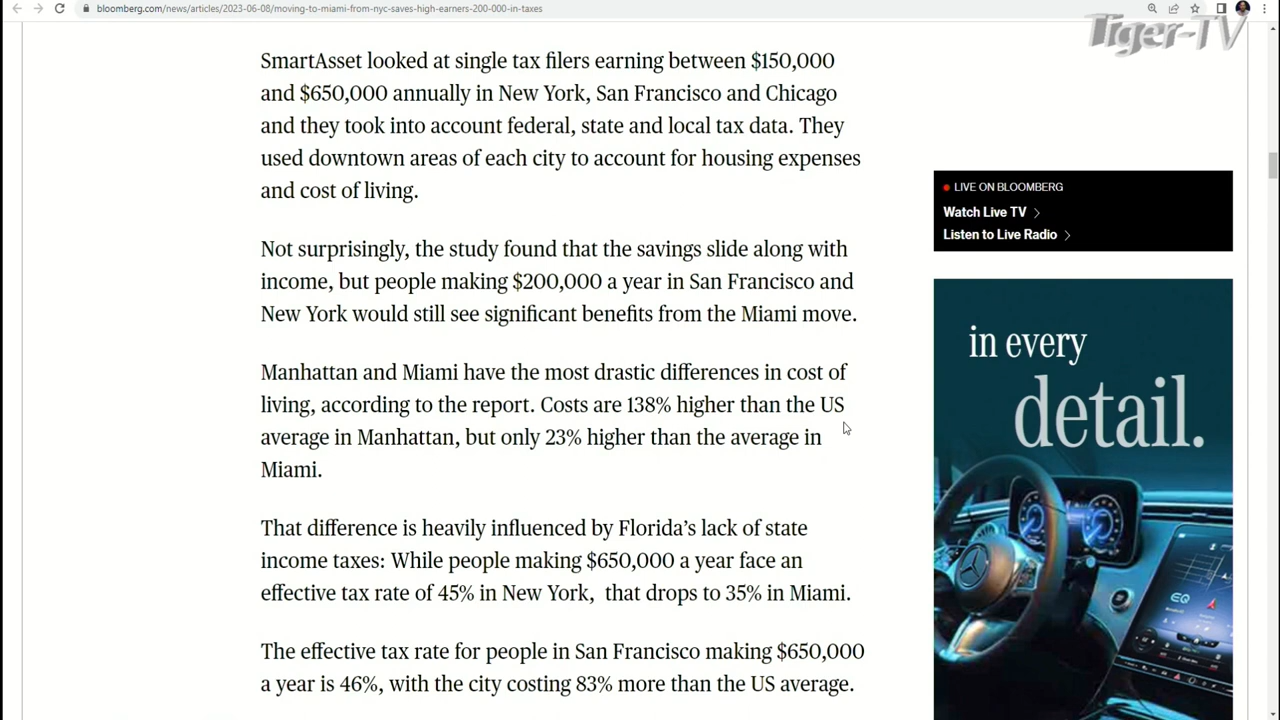 bloomberg.com/news/articles/2023-06-08/moving-to-miami-from-nyc-saves-high-earners-200-000-in-taxes
Tiger-TV
SmartAsset looked at single tax filers earning between $150,000
and $650,000 annually in New York, San Francisco and Chicago
and they took into account federal, state and local tax data. They
used downtown areas of each city to account for housing expenses
and cost of living.
Not surprisingly, the study found that the savings slide along with
income, but people making $200,000 a year in San Francisco and
New York would still see significant benefits from the Miami move.
Manhattan and Miami have the most drastic differences in cost of
living, according to the report. Costs are 138% higher than the US
average in Manhattan, but only 23% higher than the average in
Miami.
That difference is heavily influenced by Florida’s lack of state
income taxes: While people making $650,000 a year face an
effective tax rate of 45% in New York,  that drops to 35% in Miami.
The effective tax rate for people in San Francisco making $650,000
a year is 46%, with the city costing 83% more than the US average.
LIVE ON BLOOMBERG
Watch Live TV
Listen to Live Radio
in every
detail.
EQ